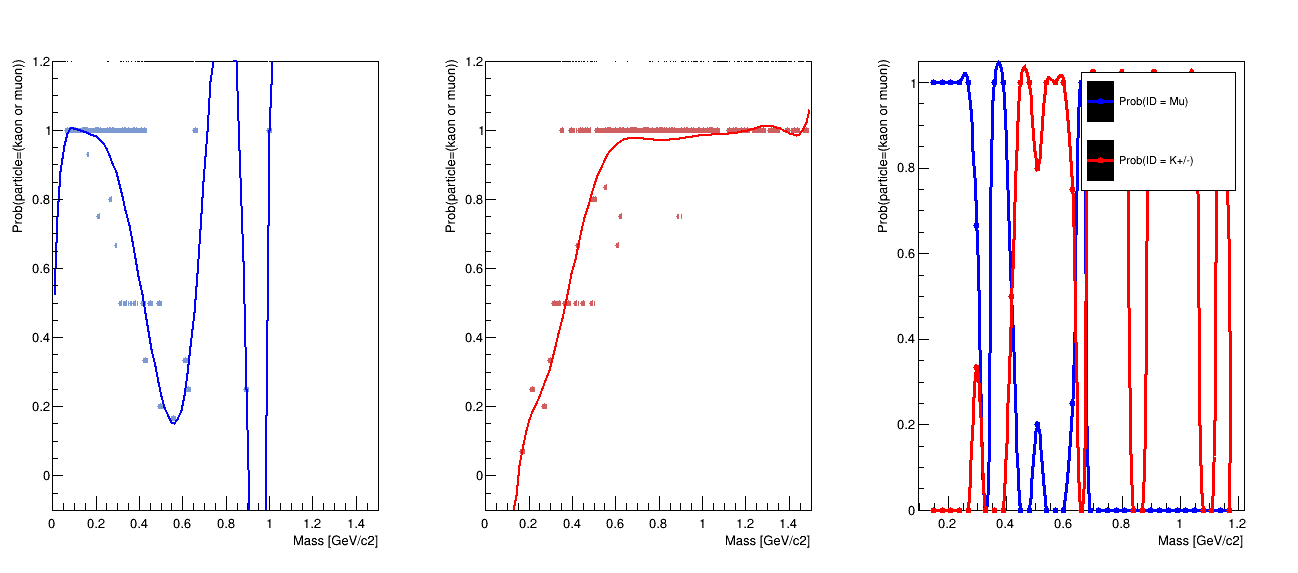 Prob(particle=(kaon or muon))
1.2
1
0.8
0.6
0.4
0.2
0
0 0.2 0.4 0.6 0.8 1 1.2 1.4
Mass [GeV/c2]
Prob(particle=(kaon or muon))
1.2
1
0.8
0.6
0.4
0.2
0
0 0.2 0.4 0.6 0.8 1 1.2 1.4
Mass [GeV/c2]
Prob(particle=(kaon or muon))
1
0.8
0.6
0.4
0.2
0
0.2 0.4 0.6 0.8 1 1.2
Mass [GeV/c2]
Prob(ID = Mu)
Prob(ID = K+/-)